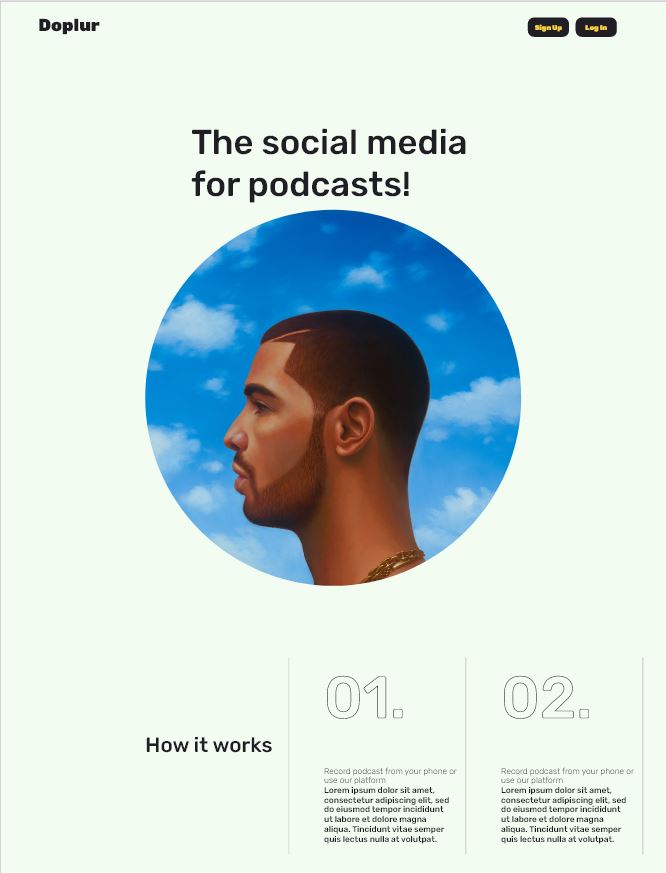 Doplur
Sign Up
Log In
The social media
for podcasts!
How it works
01.
Record podcast from your phone or
use our platform
Lorem ipsum dolor sit amet,
consectetur adipiscing elit, sed
do eiusmod tempor incididunt
ut labore et dolore magna
aliqua. Tincidunt vitae semper
quis lectus nulla at volutpat.
02.
Record podcast from your phone or
use our platform
Lorem ipsum dolor sit amet,
consectetur adipiscing elit, sed
do eiusmod tempor incididunt
ut labore et dolore magna
aliqua. Tincidunt vitae semper
quis lectus nulla at volutpat.